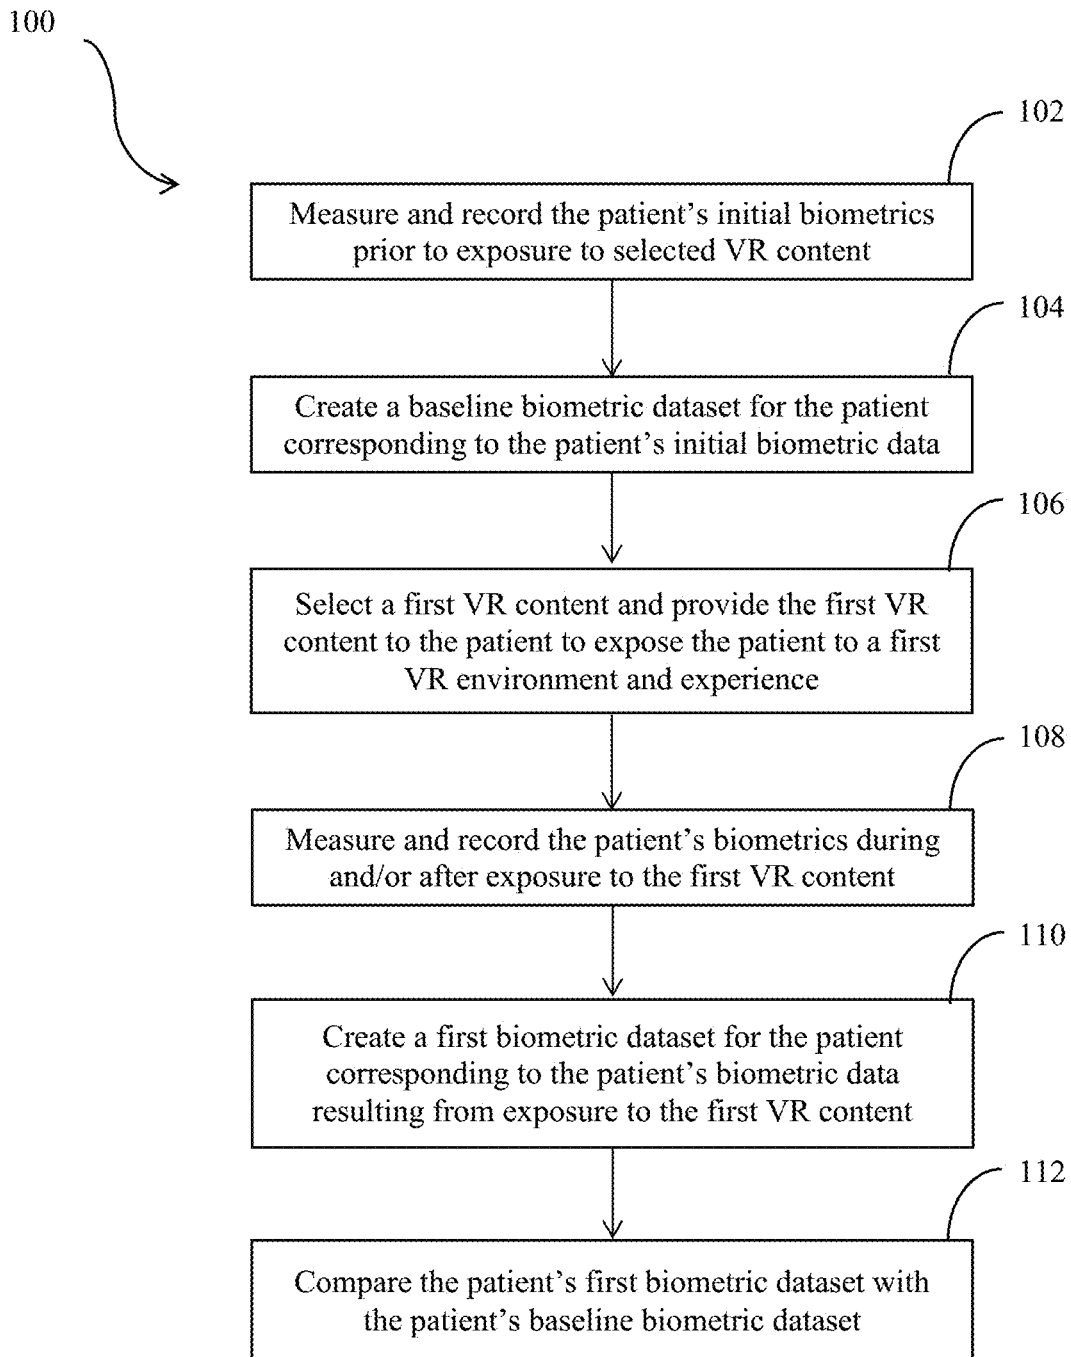 100
102
Measure and record the patient's initial biometrics
prior to exposure to selected VR content
104
Create a baseline biometric dataset for the patient
corresponding to the patient's initial biometric data
106
Select a first VR content and provide the first VR
content to the patient to expose the patient to a first
VR environment and experience
108
Measure and record the patient's biometrics during
and/or after exposure to the first VR content
110
Create a first biometric dataset for the patient
corresponding to the patient's biometric data
resulting from exposure to the first VR content
112
Compare the patient's first biometric dataset with
the patient's baseline biometric dataset